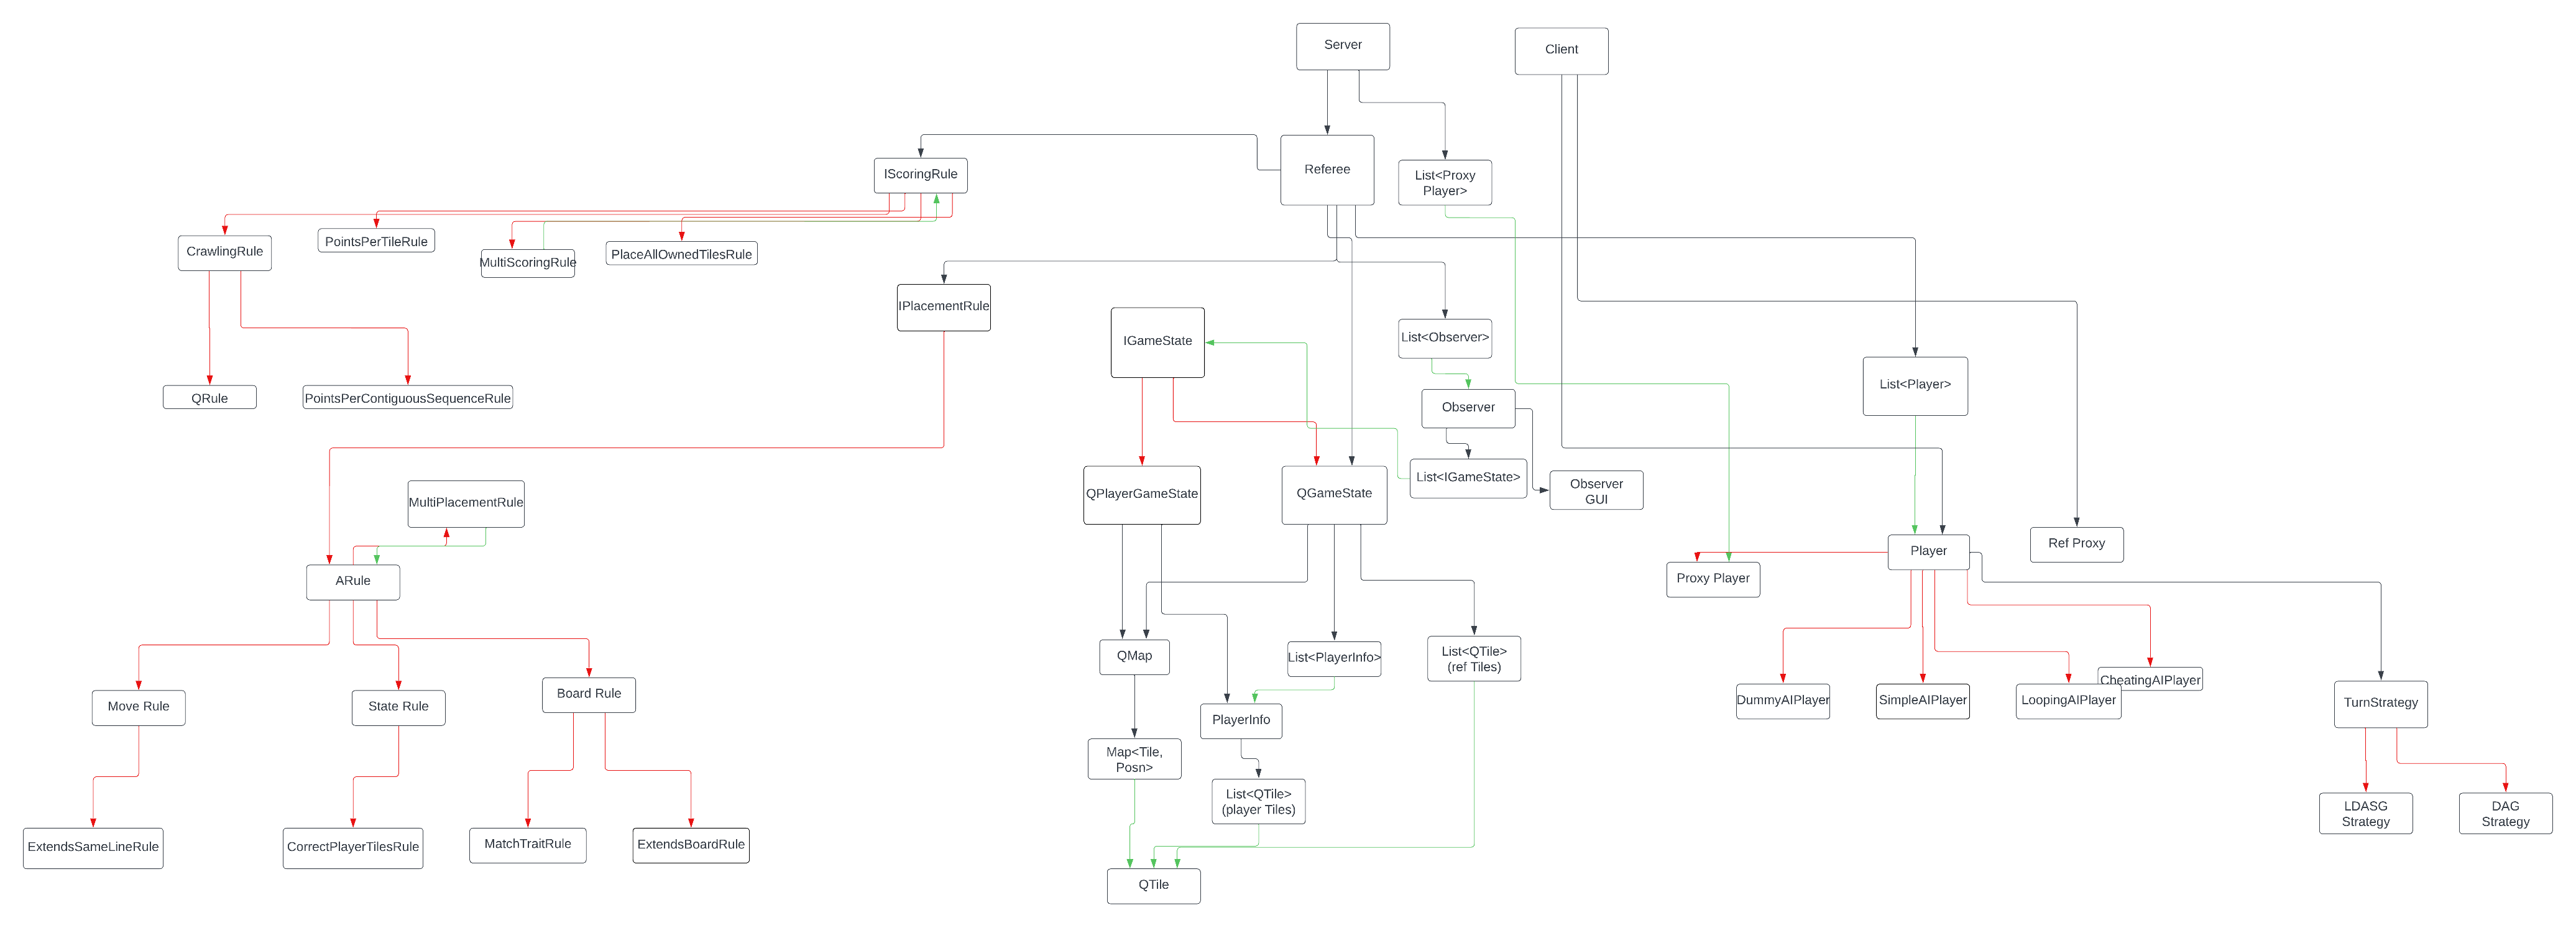 Server
Client
Referee
List<Proxy
Player>
IScoringRule
CrawlingRule
PointsPerTileRule
MultiScoringRule
PlaceAllOwnedTilesRule
IPlacementRule
IGameState
List<Observer>
List<Player>
QRule
PointsPerContiguousSequenceRule
Observer
MultiPlacementRule
QPlayerGameState
QGameState
List<IGameState>
Observer
GUI
Player
Ref Proxy
ARule
Proxy Player
QMap
List<PlayerInfo>
List<QTile>
(ref Tiles)
Move Rule
State Rule
Board Rule
PlayerInfo
DummyAIPlayer
SimpleAIPlayer
LoopingAIPlayer
CheatingAIPlayer
TurnStrategy
Map<Tile,
Posn>
List<QTile>
(player Tiles)
LDASG
Strategy
DAG
Strategy
ExtendsSameLineRule
CorrectPlayerTilesRule
MatchTraitRule
ExtendsBoardRule
QTile